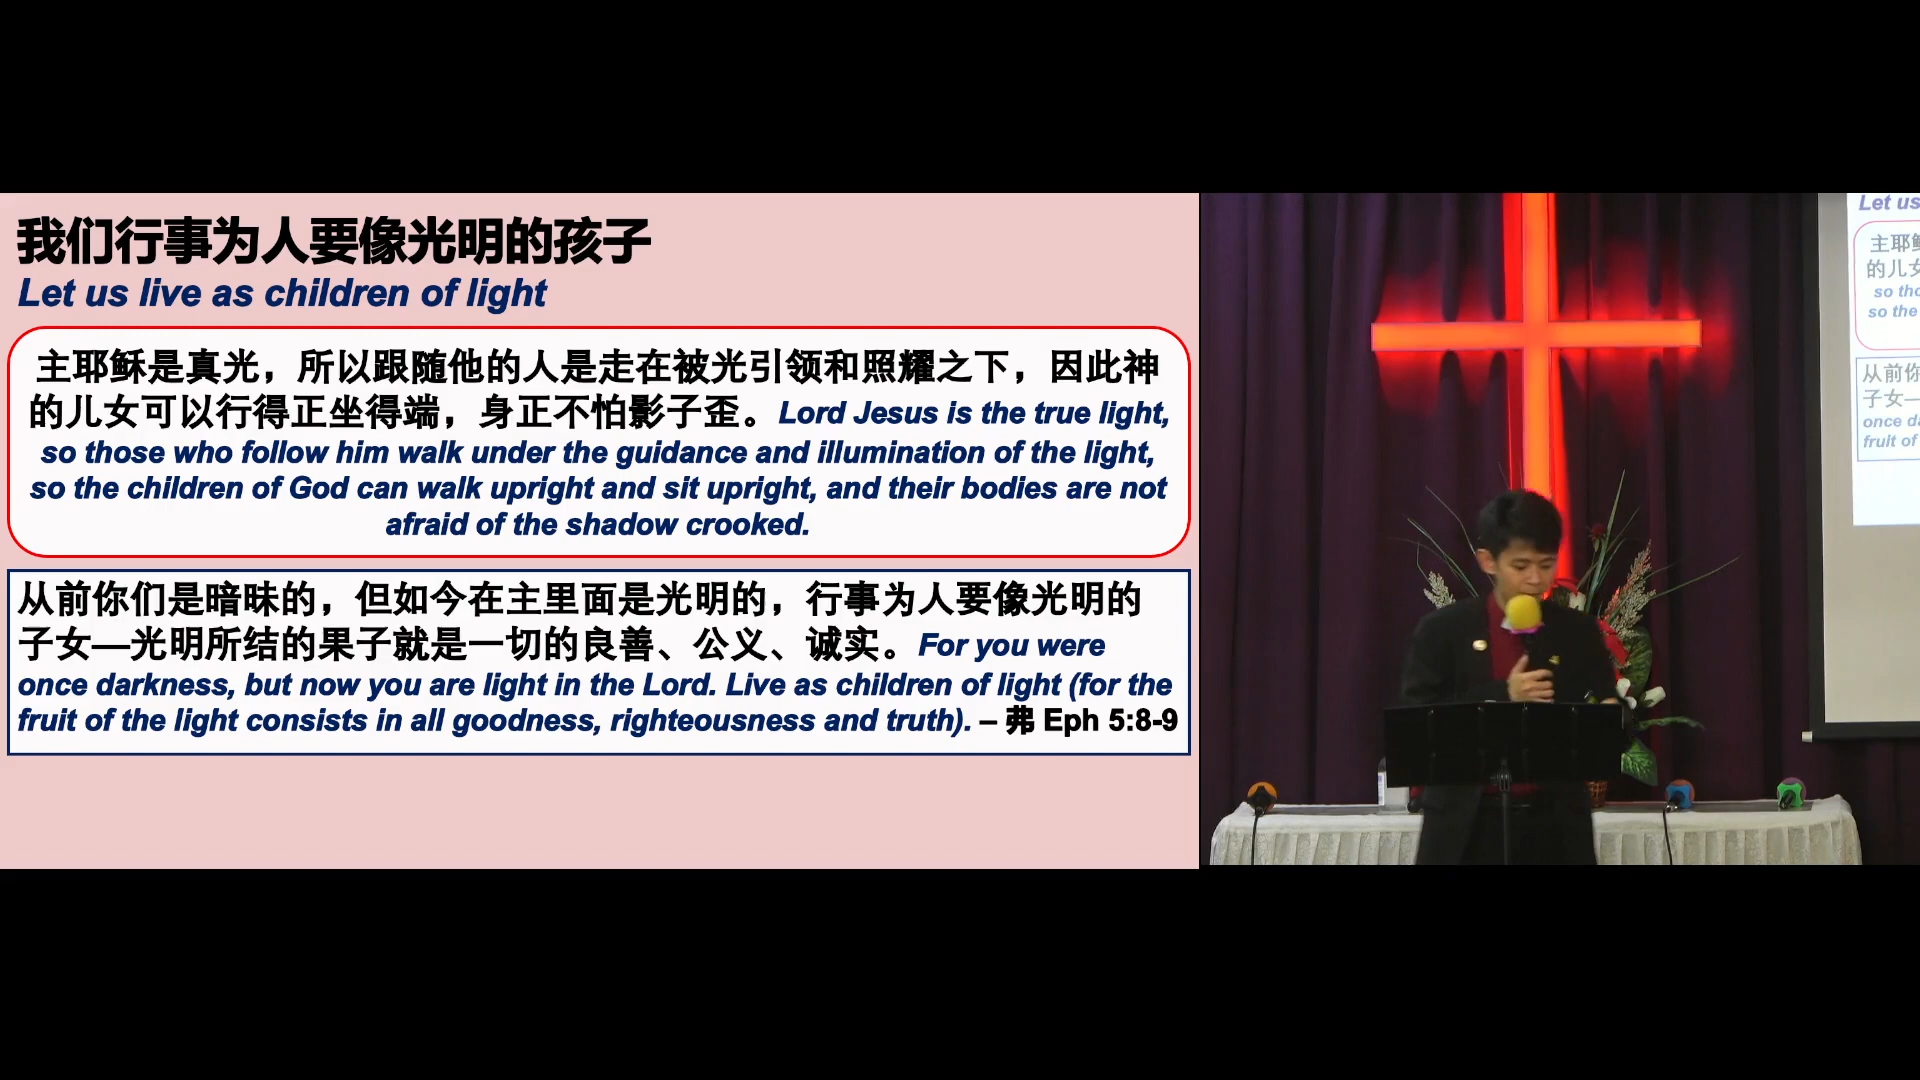 我们行事为人要像光明的孩子
Let us live as children of light
主耶稣是真光，所以跟随他的人是走在被光引领和照耀之下，因此神
的儿女可以行得正坐得端，身正不怕影子歪。Lord Jesus is the true light,
so those who follow him walk under the guidance and illumination of the light,
so the children of God can walk upright and sit upright, and their bodies are not
afraid of the shadow crooked.
从前你们是暗昧的，但如今在主里面是光明的，行事为人要像光明的
子女—光明所结的果子就是一切的良善、公义、诚实。For you were
once darkness, but now you are light in the Lord. Live as children of light (for the
fruit of the light consists in all goodness, righteousness and truth). – 弗 Eph 5:8-9
Let us
主耶稣
的儿女
so tho
so the
从前你
子女—
once da
fruit of